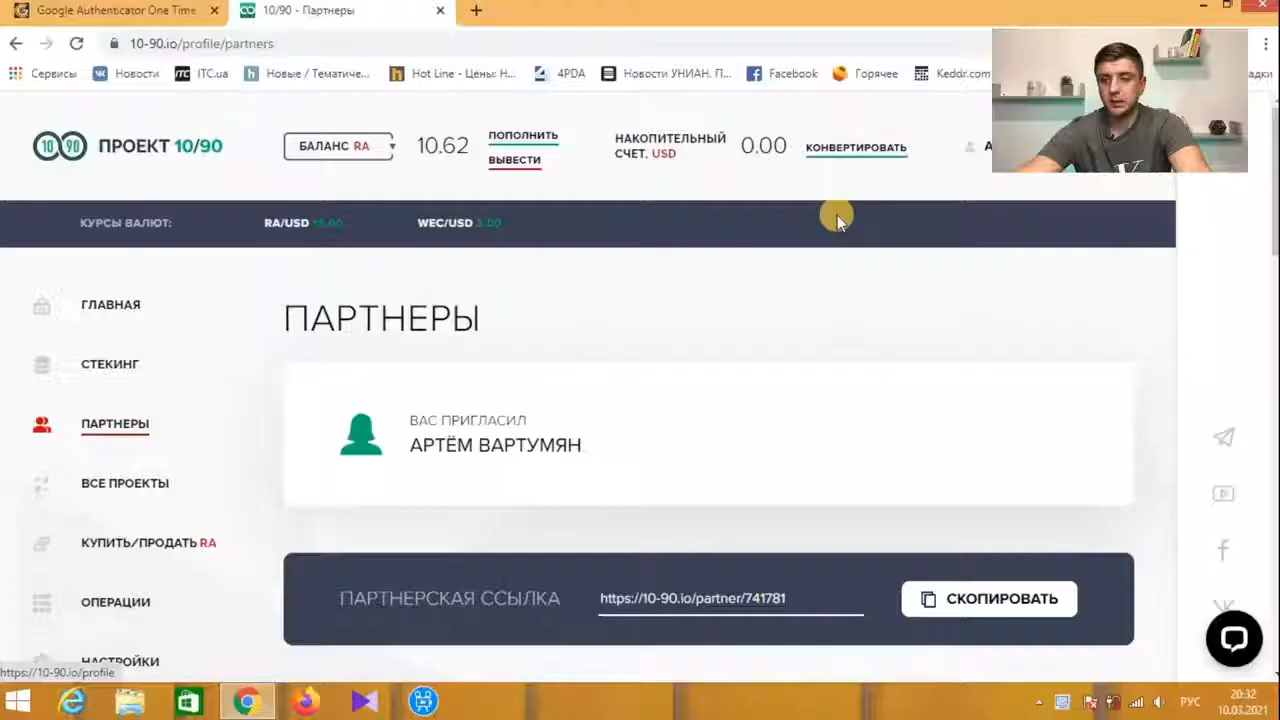 Google Authenticator One Time
10/90 - Партнеры
10-90.io/profile/partners
Сервисы
Новости
ITC.ua
Новые / Тематиче...
Hot Line - Цены: Н...
4PDA
Новости УНИАН. П...
Facebook
Горячее
Keddr.com
10 90 ПРОЕКТ 10/90
БАЛАНС RA
10.62
ПОПОЛНИТЬ
ВЫВЕСТИ
НАКОПИТЕЛЬНЫЙ
СЧЕТ, USD
0.00
КОНВЕРТИРОВАТЬ
КУРСЫ ВАЛЮТ:
RA/USD
WEC/USD
ГЛАВНАЯ
СТЕКИНГ
ПАРТНЕРЫ
ВСЕ ПРОЕКТЫ
КУПИТЬ/ПРОДАТЬ RA
ОПЕРАЦИИ
НАСТРОЙКИ
ПАРТНЕРЫ
ВАС ПРИГЛАСИЛ
АРТЁМ ВАРТУМЯН
ПАРТНЕРСКАЯ ССЫЛКА
https://10-90.io/partner/741781
СКОПИРОВАТЬ
https://10-90.io/profile
РУС
20:32
10.03.2021